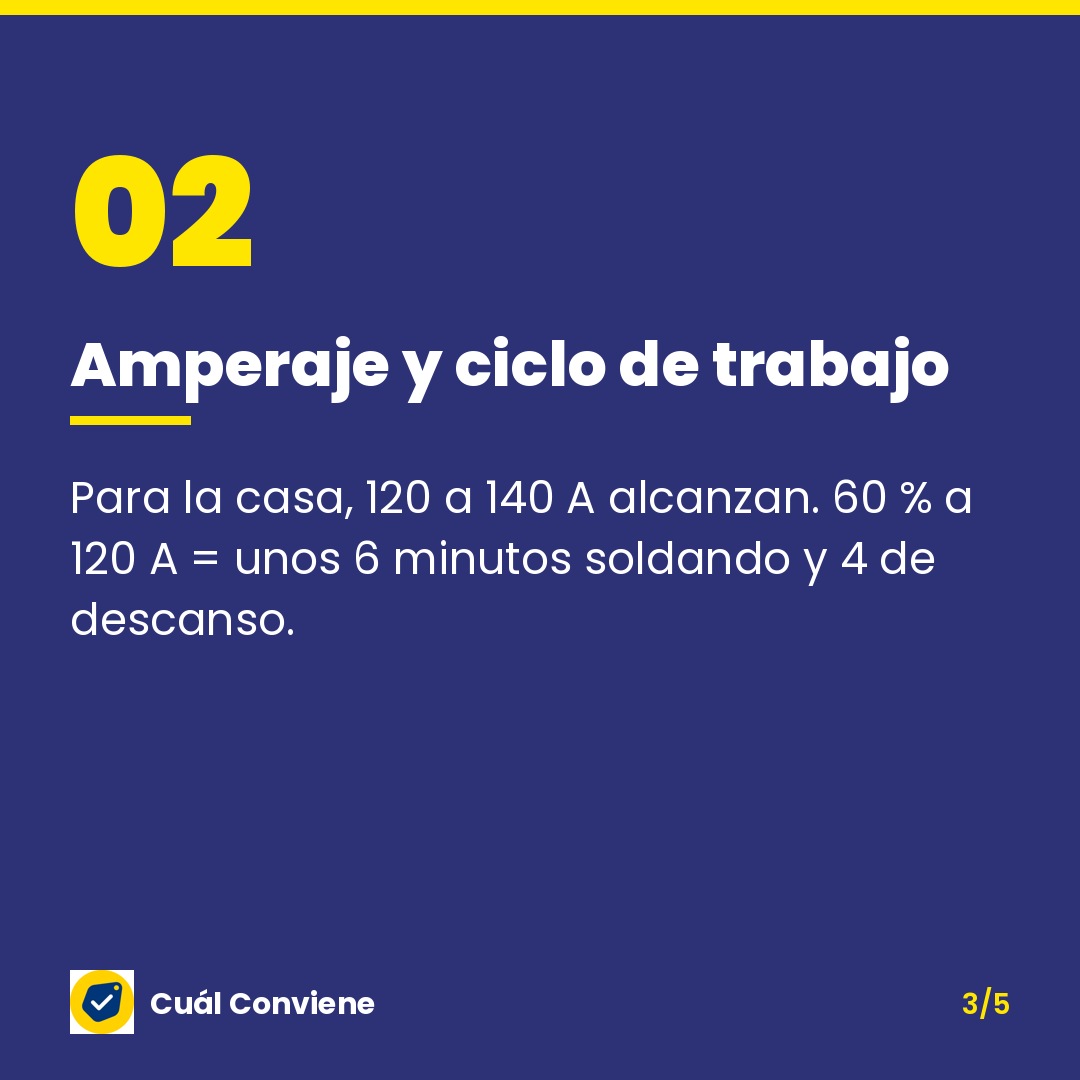 02
Amperaje y ciclo de trabajo
Para la casa, 120 a 140 A alcanzan. 60 % a
120 A = unos 6 minutos soldando y 4 de
descanso.
Cuál Conviene
3/5